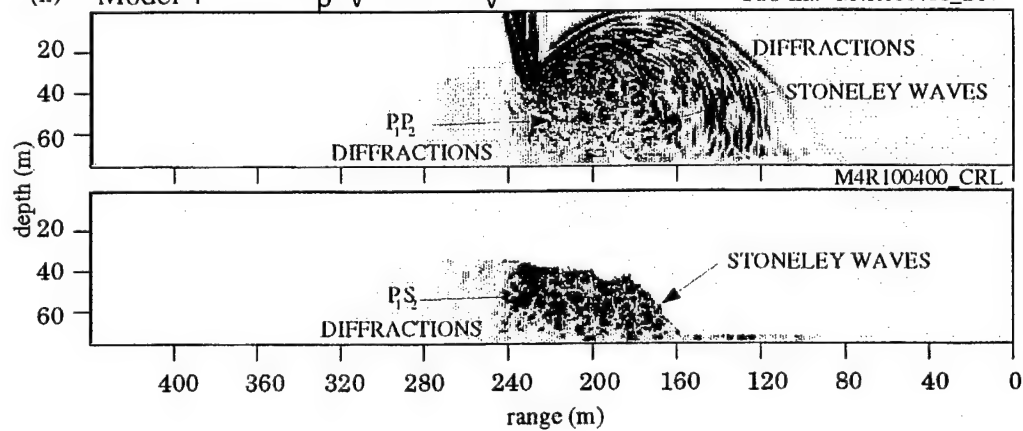 Model 4
20
DIFFRACTIONS
40
STONELEY WAVES
P₁P₂
60
DIFFRACTIONS
M4R100400_CRL
depth (m)
20
40
STONELEY WAVES
P₁S₂
60
DIFFRACTIONS
400 360 320 280 240 200 160 120 80 40 0
range (m)